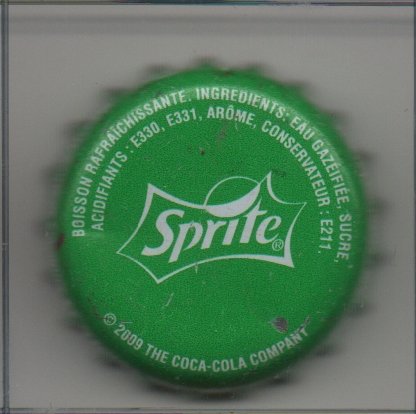 BOISSON RAFRAÎCHISSANTE. INGREDIENTS: EAU GAZÉIFIÉE, SUCRE,
ACIDIFIANTS : E330, E331, ARÔME, CONSERVATEUR : E211.
Sprite®
© 2009 THE COCA-COLA COMPANY